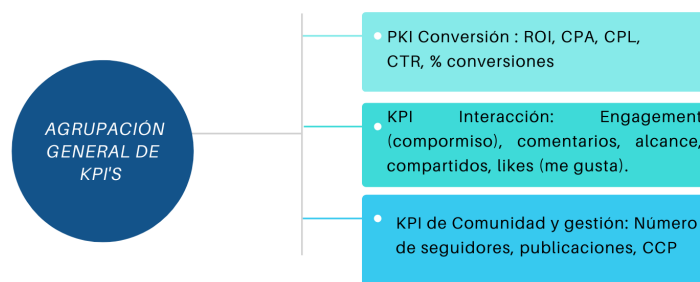 AGRUPACIÓN
GENERAL DE
KPI'S
PKI Conversión : ROI, CPA, CPL,
CTR, % conversiones
KPI Interacción: Engagement
(compormiso), comentarios, alcance,
compartidos, likes (me gusta).
KPI de Comunidad y gestión: Número
de seguidores, publicaciones, CCP